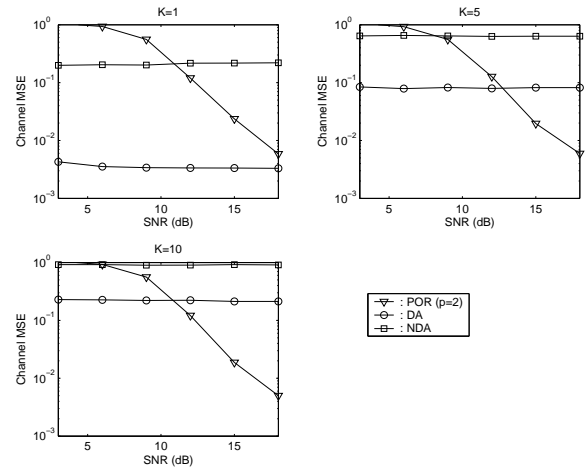 K=1
10^0
10^-1
10^-2
10^-3
Channel MSE
5
10
15
SNR (dB)
K=5
10^0
10^-1
10^-2
10^-3
Channel MSE
5
10
15
SNR (dB)
K=10
10^0
10^-1
10^-2
10^-3
Channel MSE
5
10
15
SNR (dB)
: POR (p=2)
: DA
: NDA